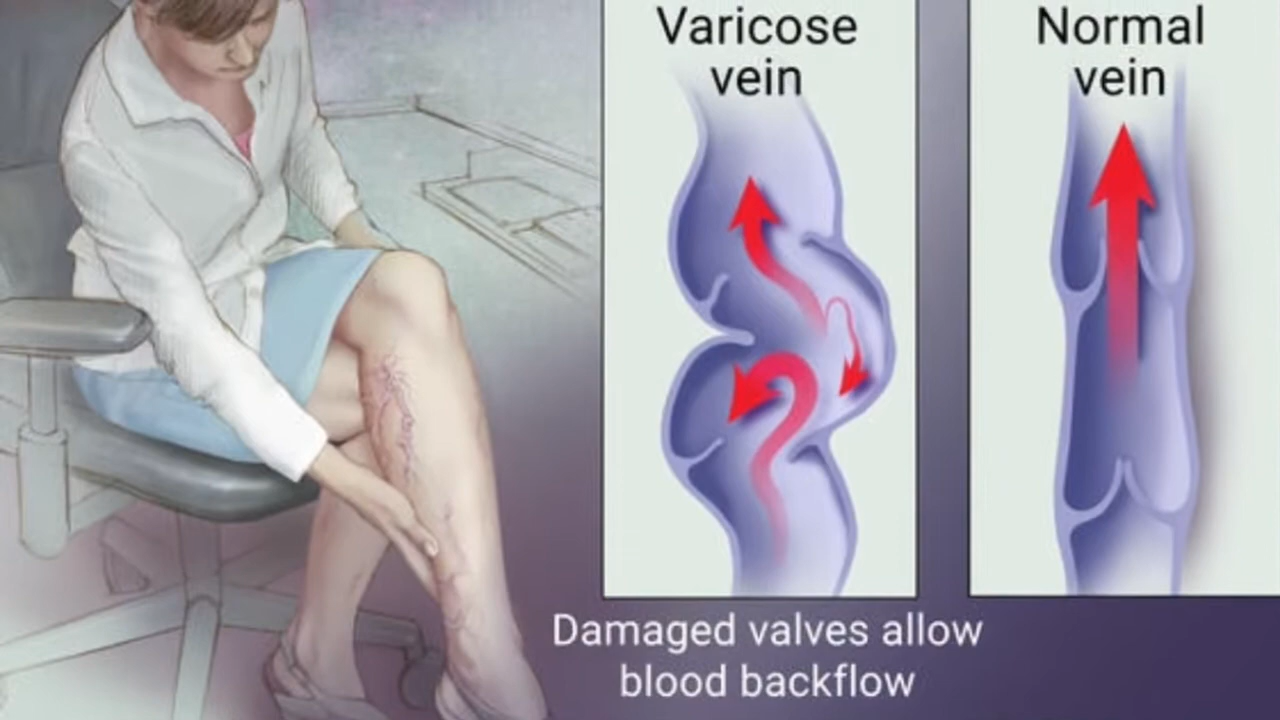 Varicose
vein
Normal
vein
Damaged valves allow
blood backflow